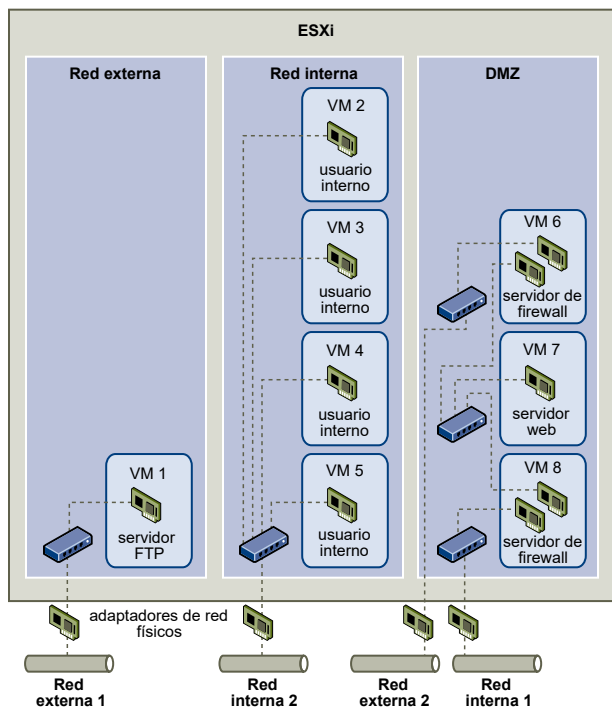 ESXi
Red externa
VM 1
servidor
FTP
Red interna
VM 2
usuario
interno
VM 3
usuario
interno
VM 4
usuario
interno
VM 5
usuario
interno
DMZ
VM 6
servidor de
firewall
VM 7
servidor
web
VM 8
servidor de
firewall
adaptadores de red
físicos
Red
externa 1
Red
interna 2
Red
externa 2
Red
interna 1